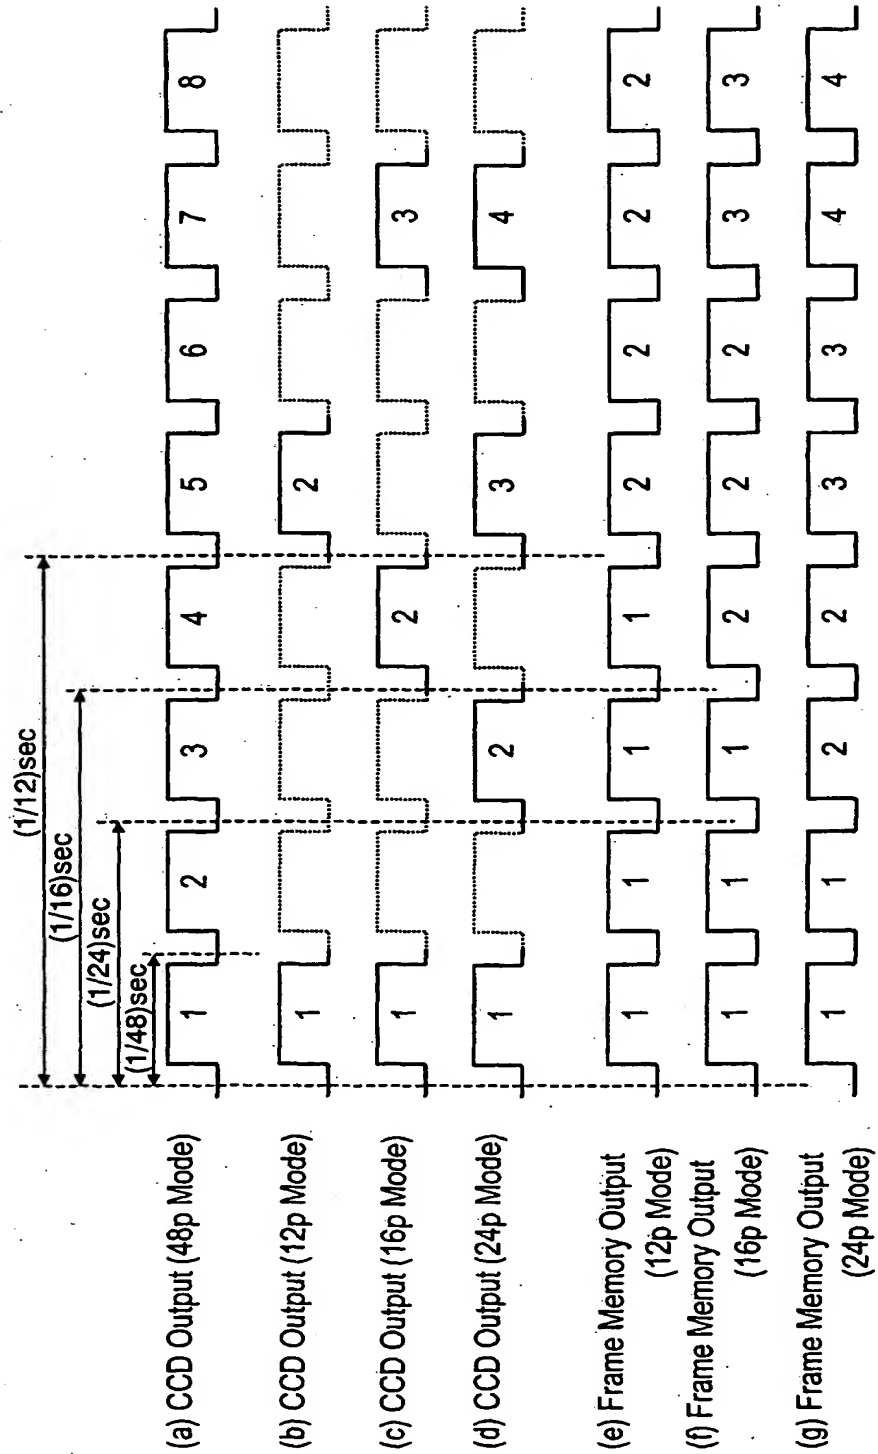 (1/12)sec
(1/16)sec
(1/24)sec
(1/48)sec
(a) CCD Output (48p Mode) 1 2 3 4 5 6 7 8
(b) CCD Output (12p Mode) 1 2
(c) CCD Output (16p Mode) 1 2 3
(d) CCD Output (24p Mode) 1 2 3 4
(e) Frame Memory Output
(12p Mode) 1 1 1 1 2 2 2 2
(f) Frame Memory Output
(16p Mode) 1 1 1 2 2 2 3 3
(g) Frame Memory Output
(24p Mode) 1 1 2 2 3 3 4 4